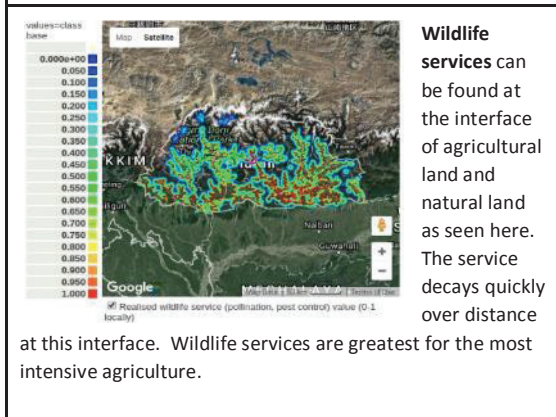 values=class
base
Map Satellite
0.000e+00
0.050
0.100
0.150
0.200
0.250
0.300
0.350
0.400
0.450
0.500
0.550
0.600
0.650
0.700
0.750
0.800
0.850
0.900
0.950
1.000
KKIM
Nalbari
Guwahati
Google
Realised wildlife service (pollination, pest control) value (0-1
locally)
Wildlife
services can
be found at
the interface
of agricultural
land and
natural land
as seen here.
The service
decays quickly
over distance
at this interface. Wildlife services are greatest for the most
intensive agriculture.